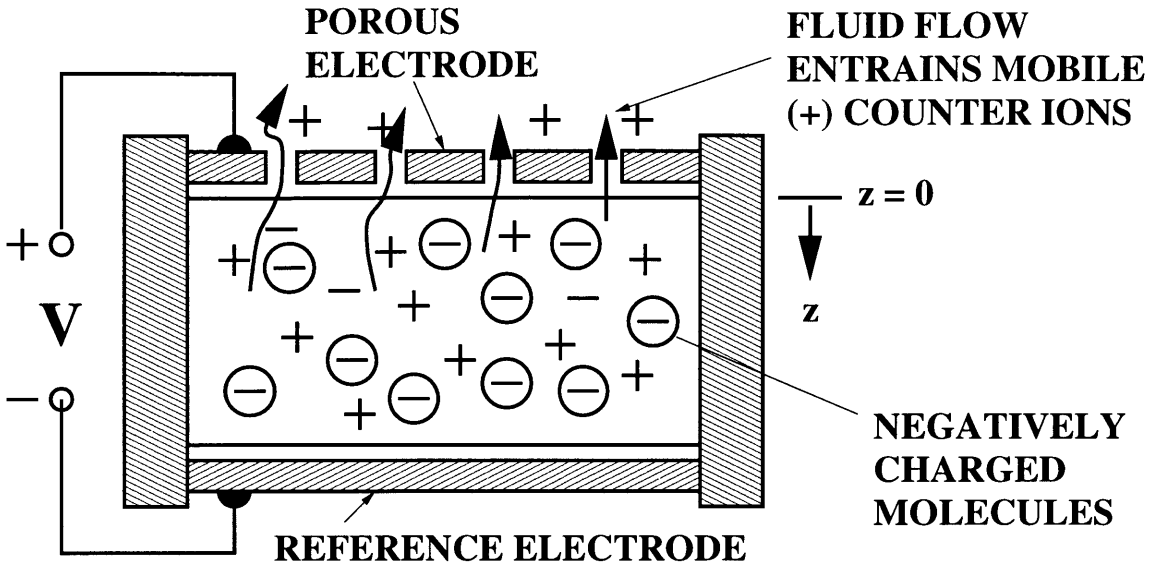 POROUS
ELECTRODE
FLUID FLOW
ENTRAINS MOBILE
(+) COUNTER IONS
z = 0
z
+
V
−
NEGATIVELY
CHARGED
MOLECULES
REFERENCE ELECTRODE